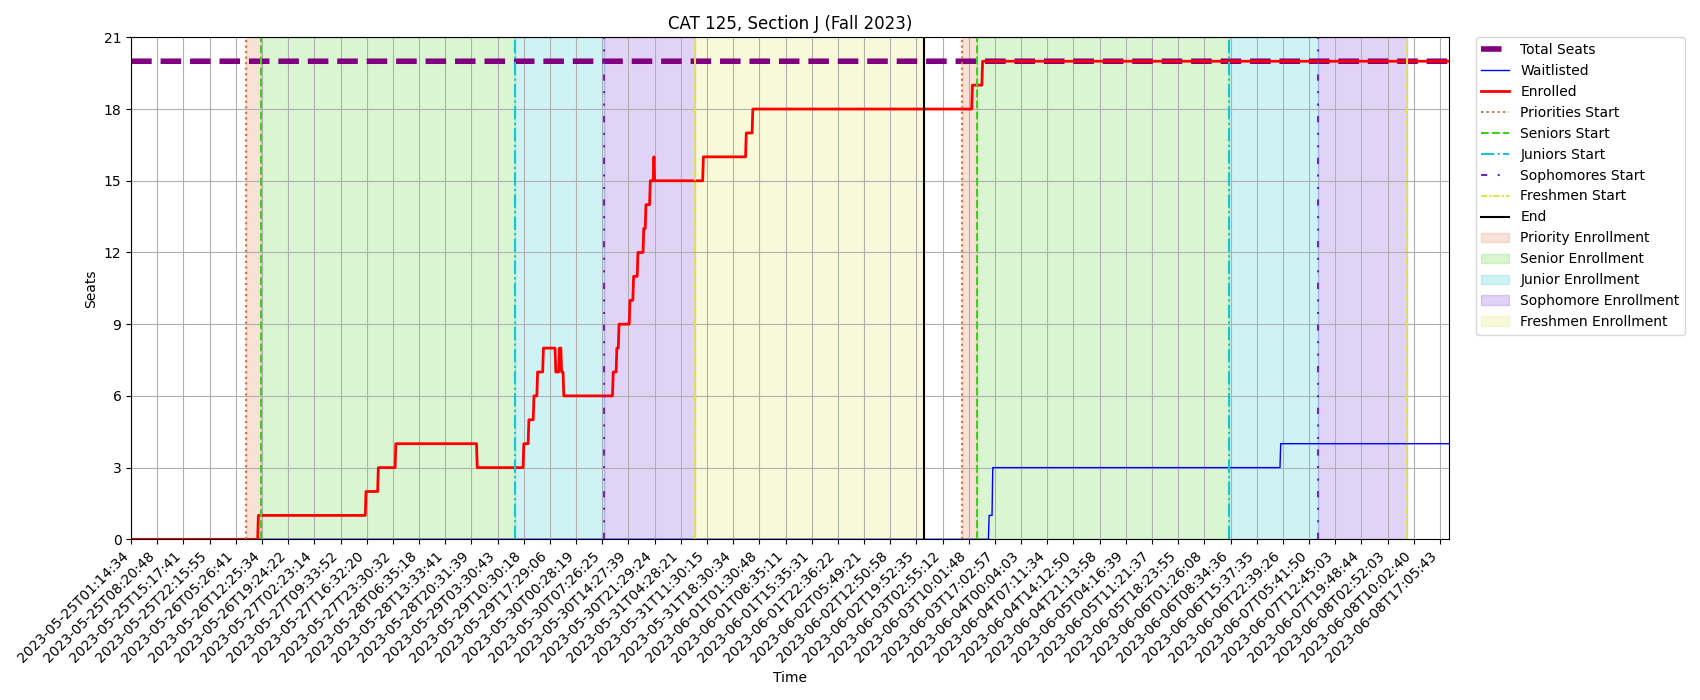 CAT 125, Section J (Fall 2023)
Seats
21
18
15
12
9
6
3
0
2023-05-25T01:14:34
2023-05-25T08:20:48
2023-05-25T15:17:41
2023-05-25T22:15:55
2023-05-26T05:26:41
2023-05-26T12:25:34
2023-05-26T19:24:22
2023-05-27T02:23:14
2023-05-27T09:33:52
2023-05-27T16:32:20
2023-05-27T23:30:32
2023-05-28T06:35:18
2023-05-28T13:33:41
2023-05-28T20:31:39
2023-05-29T03:30:43
2023-05-29T10:30:18
2023-05-29T17:29:06
2023-05-30T00:28:19
2023-05-30T07:26:25
2023-05-30T14:27:39
2023-05-30T21:29:24
2023-05-31T04:28:21
2023-05-31T11:30:15
2023-05-31T18:30:34
2023-06-01T01:30:48
2023-06-01T08:35:11
2023-06-01T15:35:31
2023-06-01T22:36:22
2023-06-02T05:49:21
2023-06-02T12:50:58
2023-06-02T19:52:35
2023-06-03T02:55:12
2023-06-03T10:01:48
2023-06-03T17:02:57
2023-06-04T00:04:03
2023-06-04T07:11:34
2023-06-04T14:12:50
2023-06-04T21:13:58
2023-06-05T04:16:39
2023-06-05T11:21:37
2023-06-05T18:23:55
2023-06-06T01:26:08
2023-06-06T08:34:36
2023-06-06T15:37:35
2023-06-06T22:39:26
2023-06-07T05:41:50
2023-06-07T12:45:03
2023-06-07T19:48:44
2023-06-08T02:52:03
2023-06-08T10:02:40
2023-06-08T17:05:43
Time
Total Seats
Waitlisted
Enrolled
Priorities Start
Seniors Start
Juniors Start
Sophomores Start
Freshmen Start
End
Priority Enrollment
Senior Enrollment
Junior Enrollment
Sophomore Enrollment
Freshmen Enrollment